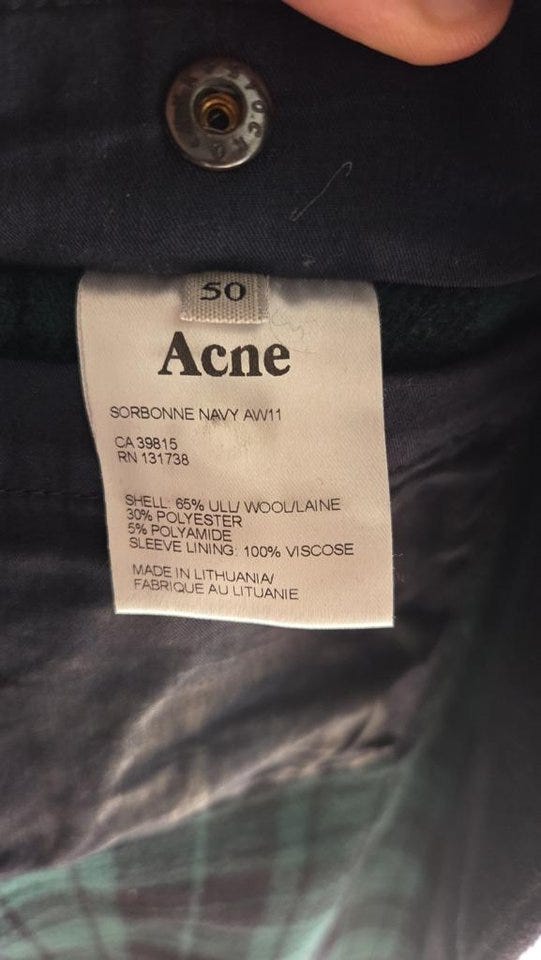 50
Acne
SORBONNE NAVY AW11
CA 39815
RN 131738
SHELL: 65% ULL/ WOOL/LAINE
30% POLYESTER
5% POLYAMIDE
SLEEVE LINING: 100% VISCOSE
MADE IN LITHUANIA/
FABRIQUE AU LITUANIE